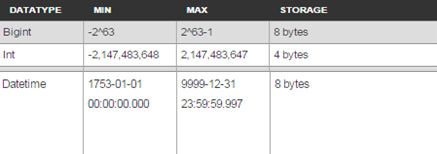 DATATYPE MIN MAX STORAGE
Bigint -2^63 2^63-1 8 bytes
Int -2,147,483,648 2,147,483,647 4 bytes
Datetime 1753-01-01 9999-12-31 8 bytes
00:00:00.000 23:59:59.997